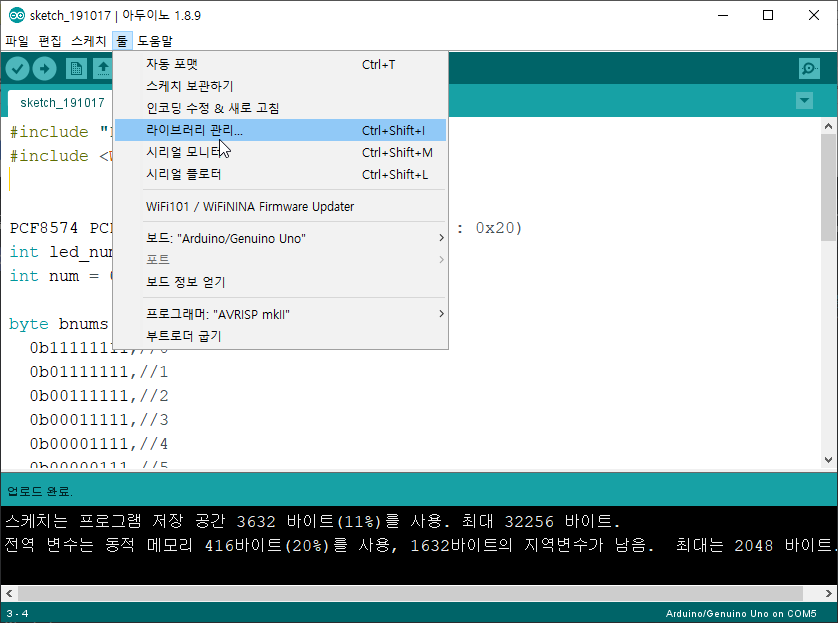 sketch_191017 | 아두이노 1.8.9
파일 편집 스케치 툴 도움말
자동 포맷 Ctrl+T
스케치 보관하기
인코딩 수정 & 새로 고침
라이브러리 관리... Ctrl+Shift+I
시리얼 모니터 Ctrl+Shift+M
시리얼 플로터 Ctrl+Shift+L
WiFi101 / WiFiNINA Firmware Updater
보드: "Arduino/Genuino Uno"
포트
보드 정보 얻기
프로그래머: "AVRISP mkII"
부트로더 굽기
sketch_191017
#include "
#include <
PCF8574 : 0x20)
int led_num
int num =
byte bnums
0b11111111,
0b01111111,//1
0b00111111,//2
0b00011111,//3
0b00001111,//4
0b00000111,//5
업로드 완료.
스케치는 프로그램 저장 공간 3632 바이트(11%)를 사용. 최대 32256 바이트.
전역 변수는 동적 메모리 416바이트(20%)를 사용, 1632바이트의 지역변수가 남음. 최대는 2048 바이트.
3 - 4 Arduino/Genuino Uno on COM5